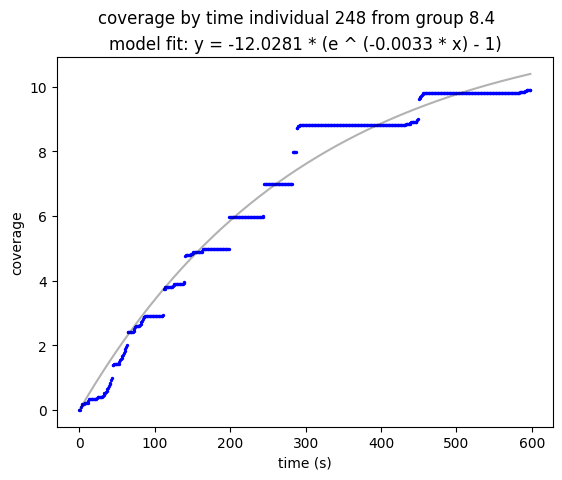 coverage by time individual 248 from group 8.4
model fit: y = -12.0281 * (e ^ (-0.0033 * x) - 1)
10
8
6
4
2
0
coverage
0 100 200 300 400 500 600
time (s)